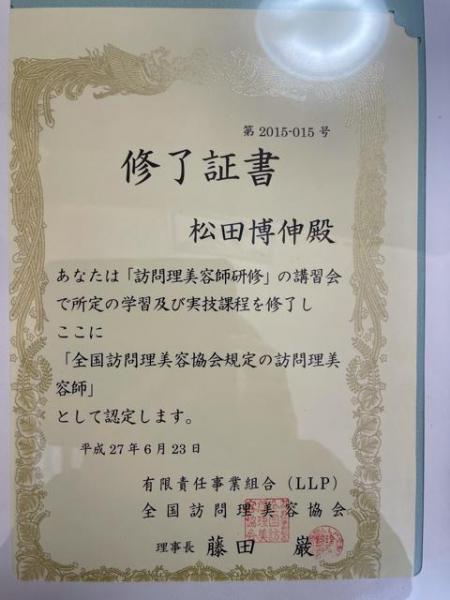 第 2015-015 号
修了証書
松田博伸殿
あなたは「訪問理美容師研修」の講習会
で所定の学習及び実技課程を修了し
ここに
「全国訪問理美容協会規定の訪問理美
容師」
として認定します。
平成 27 年 6 月 23 日
有限責任事業組合（LLP）
全国訪問理美容協会
理事長 藤田 巌